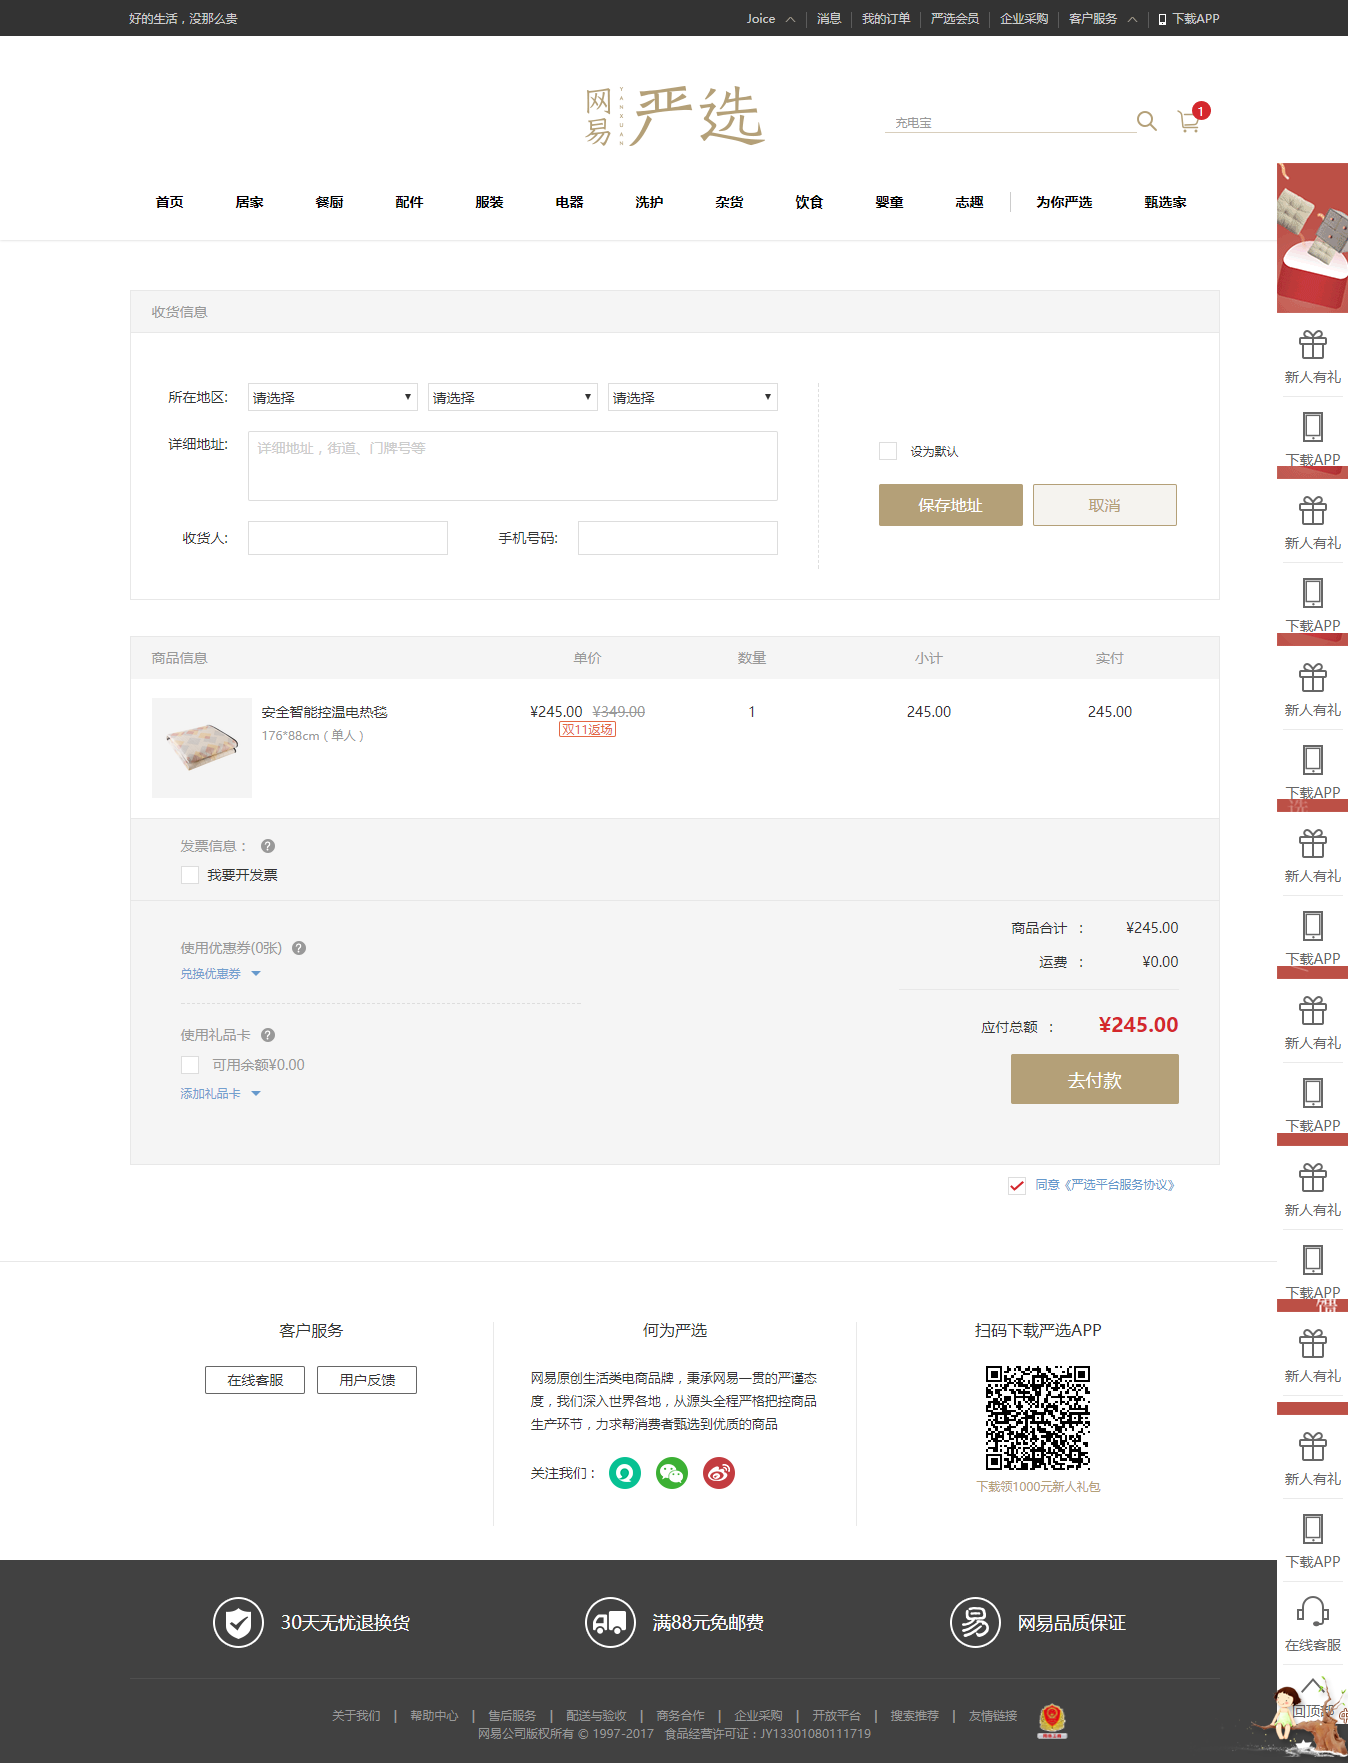 好的生活，没那么贵
Joice 消息 我的订单 严选会员 企业采购 客户服务 下载APP
网易 YANXUAN 严选
充电宝
1
首页 居家 餐厨 配件 服装 电器 洗护 杂货 饮食 婴童 志趣 为你严选 甄选家
收货信息
所在地区: 请选择 请选择 请选择
详细地址: 详细地址，街道、门牌号等
设为默认
保存地址 取消
收货人: 手机号码:
商品信息 单价 数量 小计 实付
安全智能控温电热毯 ¥245.00 ¥349.00 1 245.00 245.00
176*88cm（单人） 双11返场
发票信息： ?
我要开发票
商品合计 ： ¥245.00
使用优惠券(0张) ?
运费 ： ¥0.00
兑换优惠券
应付总额 ： ¥245.00
使用礼品卡 ?
可用余额¥0.00
去付款
添加礼品卡
同意《严选平台服务协议》
客户服务
在线客服 用户反馈
何为严选
网易原创生活类电商品牌，秉承网易一贯的严谨态
度，我们深入世界各地，从源头全程严格把控商品
生产环节，力求帮消费者甄选到优质的商品
关注我们：
扫码下载严选APP
下载领1000元新人礼包
30天无忧退换货
满88元免邮费
易 网易品质保证
关于我们 | 帮助中心 | 售后服务 | 配送与验收 | 商务合作 | 企业采购 | 开放平台 | 搜索推荐 | 友情链接
网易公司版权所有 © 1997-2017 食品经营许可证：JY13301080111719
新人有礼
下载APP
新人有礼
下载APP
新人有礼
下载APP
新人有礼
下载APP
新人有礼
下载APP
新人有礼
下载APP
新人有礼
新人有礼
下载APP
在线客服
回顶部